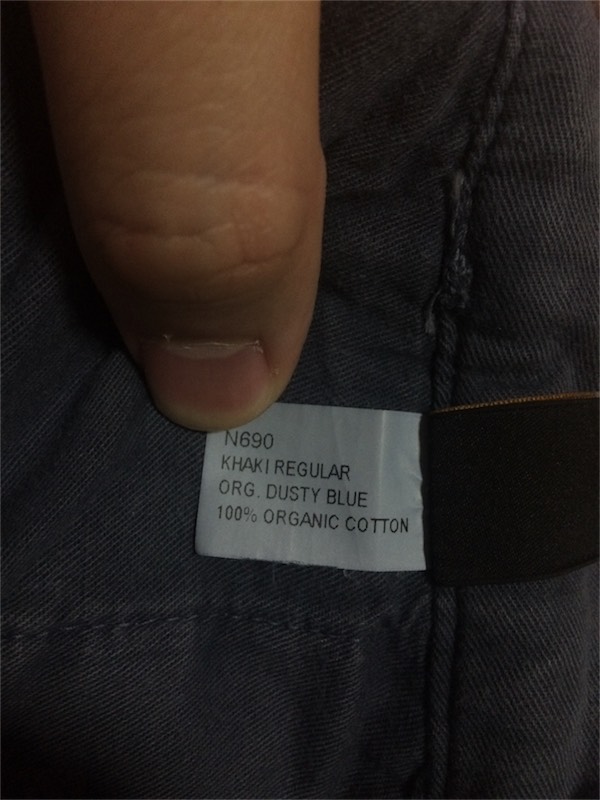 N690
KHAKI REGULAR
ORG. DUSTY BLUE
100% ORGANIC COTTON